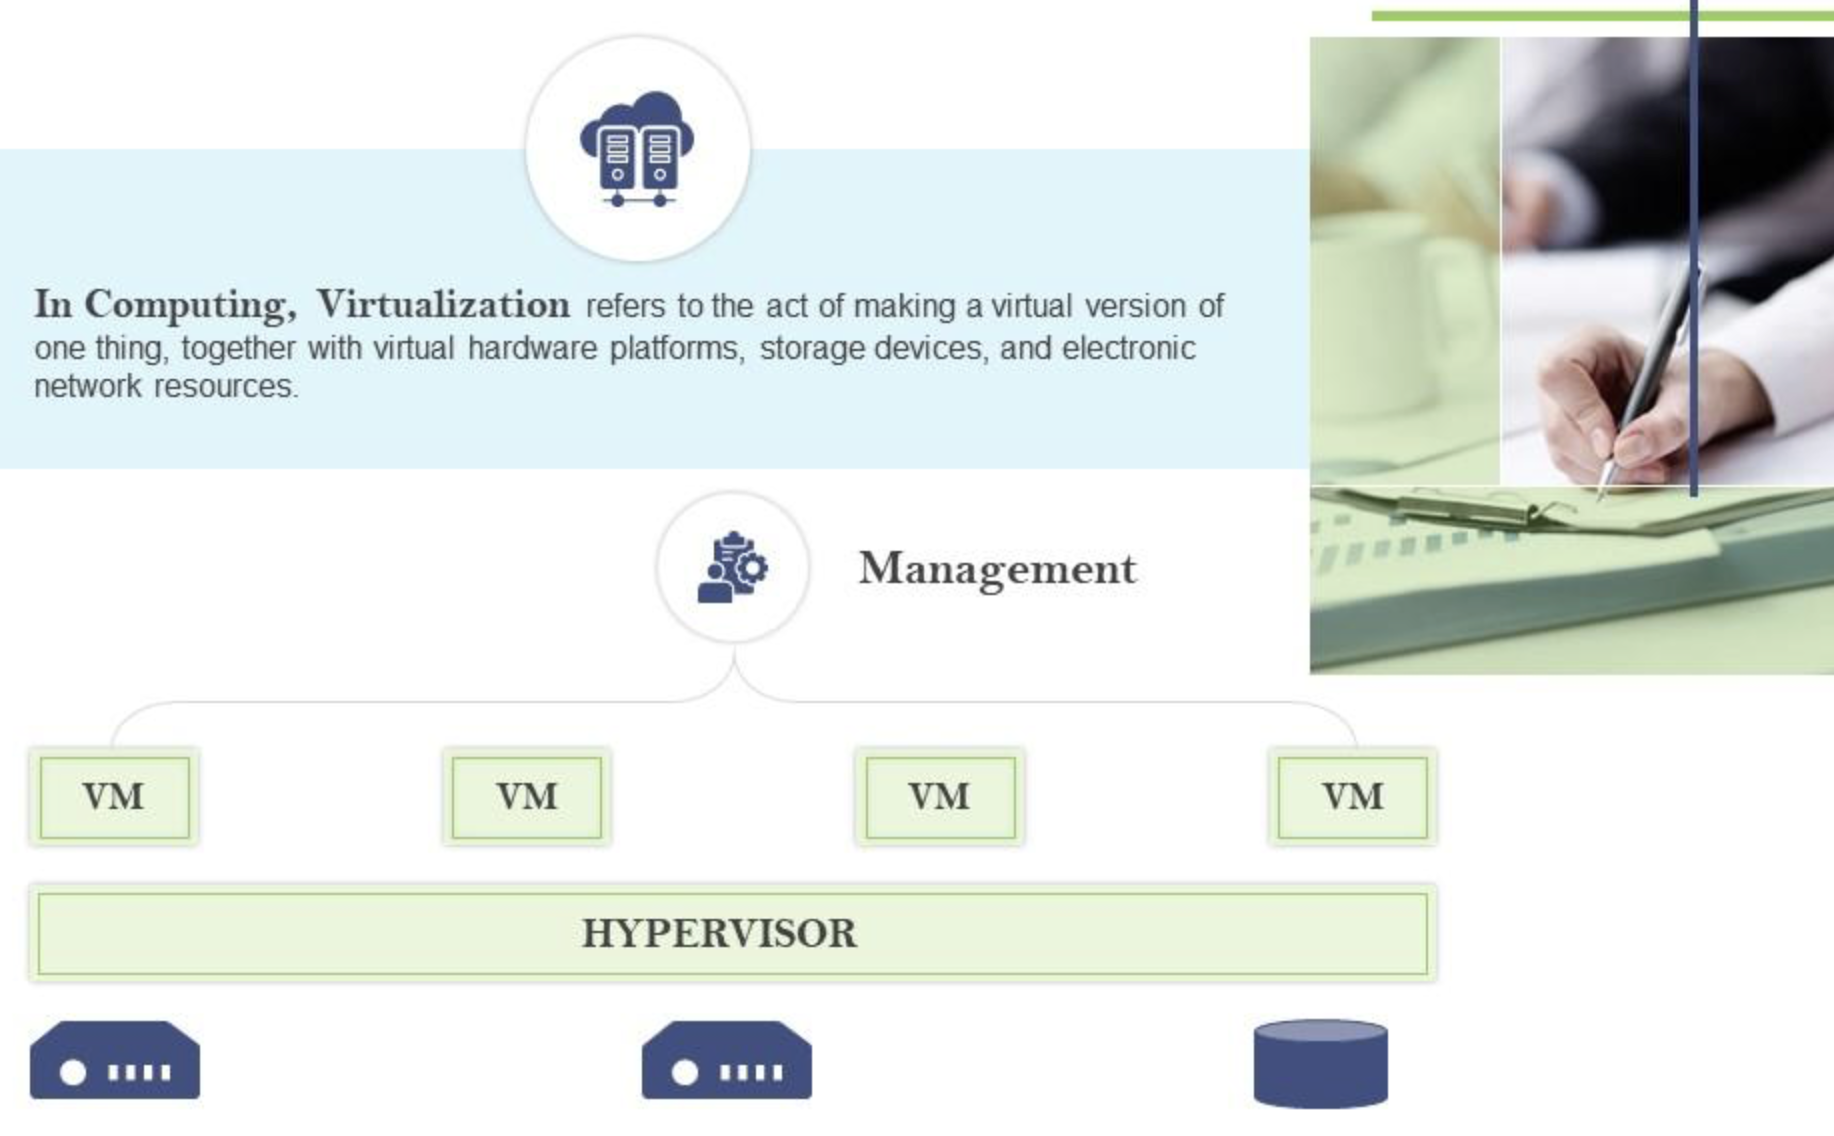 In Computing, Virtualization refers to the act of making a virtual version of
one thing, together with virtual hardware platforms, storage devices, and electronic
network resources.
Management
VM VM VM VM
HYPERVISOR